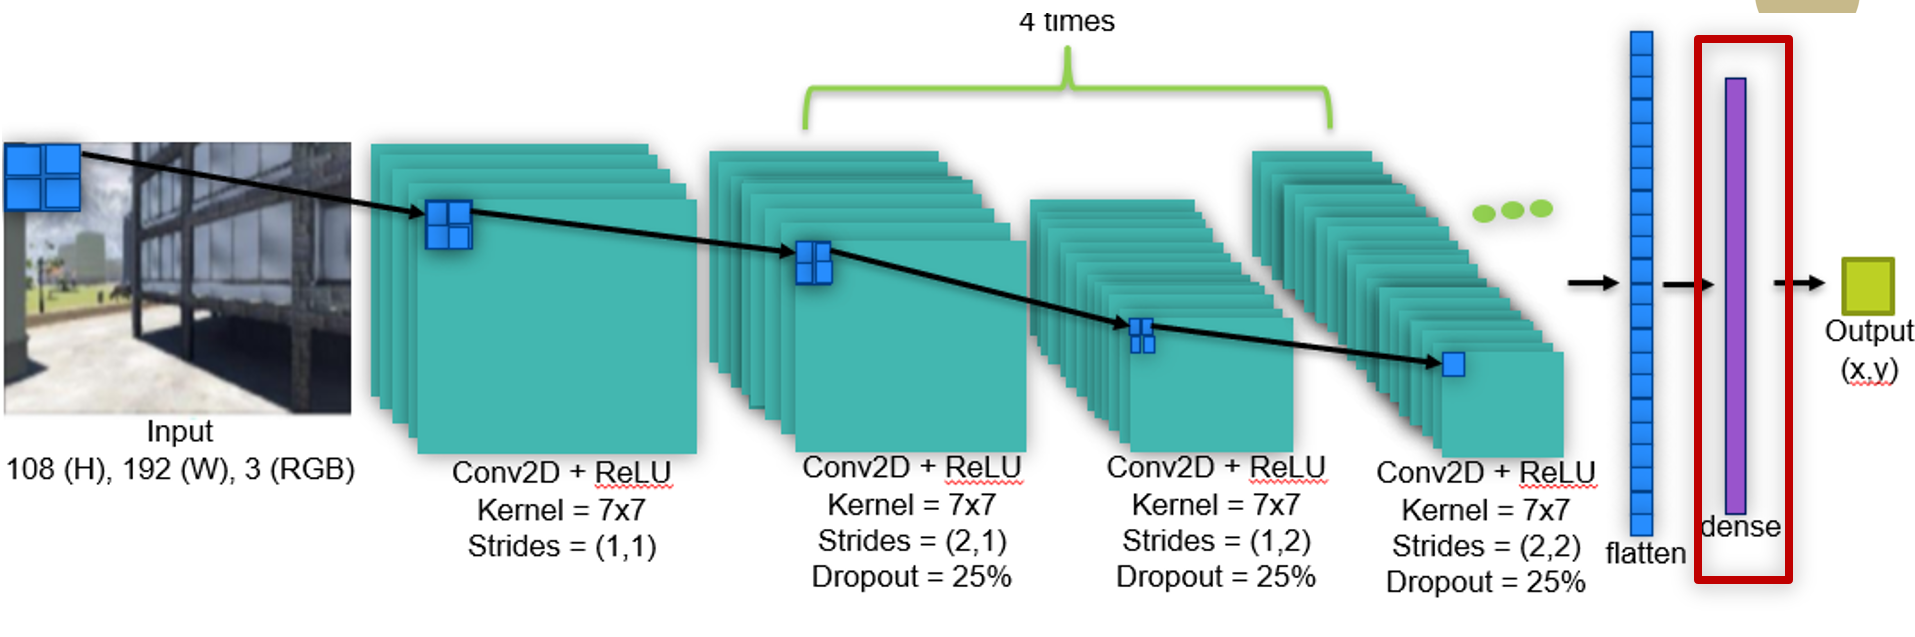 4 times
Input
108 (H), 192 (W), 3 (RGB)
Conv2D + ReLU
Kernel = 7x7
Strides = (1,1)
Conv2D + ReLU
Kernel = 7x7
Strides = (2,1)
Dropout = 25%
Conv2D + ReLU
Kernel = 7x7
Strides = (1,2)
Dropout = 25%
Conv2D + ReLU
Kernel = 7x7
Strides = (2,2)
Dropout = 25%
flatten
dense
Output
(x.y)